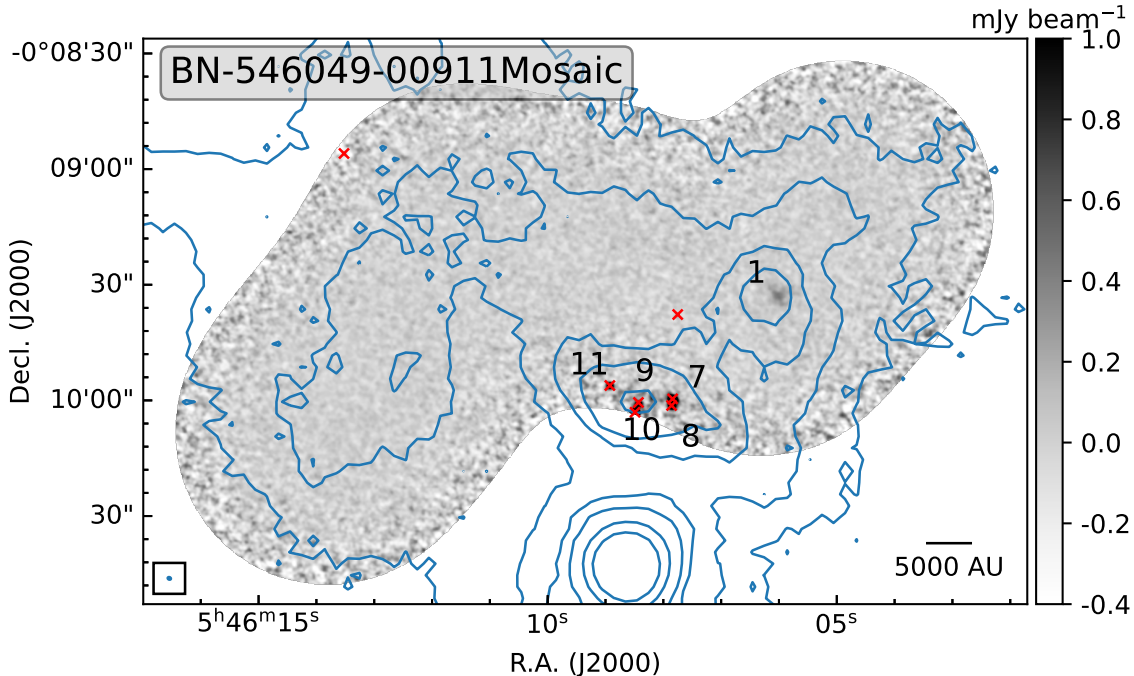 mJy beam⁻¹
BN-546049-00911Mosaic
-0°08'30"
09'00"
30"
10'00"
30"
Decl. (J2000)
1
11
9
7
10
8
5000 AU
5ʰ46ᵐ15ˢ
10ˢ
05ˢ
R.A. (J2000)
1.0
0.8
0.6
0.4
0.2
0.0
-0.2
-0.4